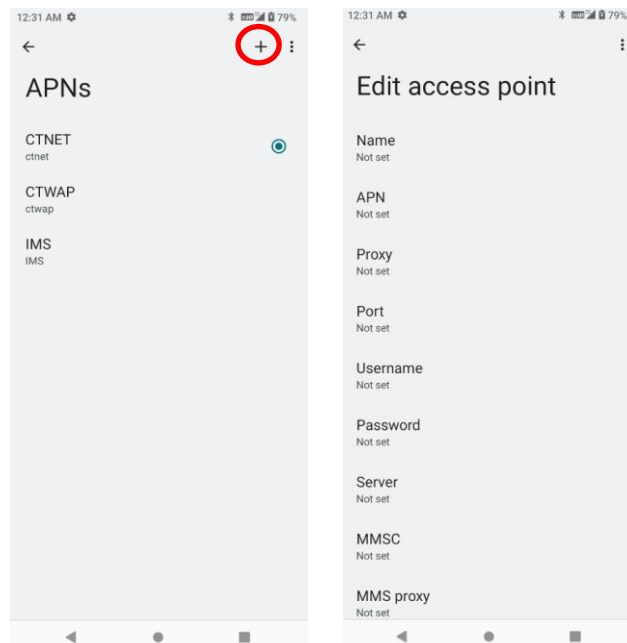 12:31 AM
79%
APNs
CTNET
ctnet
CTWAP
ctwap
IMS
IMS
12:31 AM
79%
Edit access point
Name
Not set
APN
Not set
Proxy
Not set
Port
Not set
Username
Not set
Password
Not set
Server
Not set
MMSC
Not set
MMS proxy
Not set